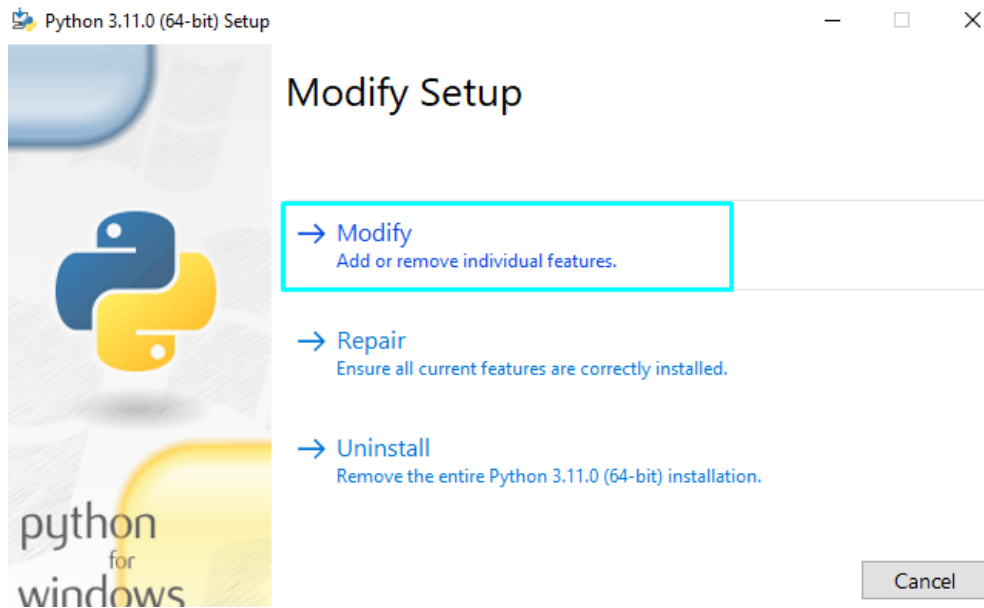 Python 3.11.0 (64-bit) Setup
Modify Setup
Modify
Add or remove individual features.
Repair
Ensure all current features are correctly installed.
Uninstall
Remove the entire Python 3.11.0 (64-bit) installation.
python
for
windows
Cancel